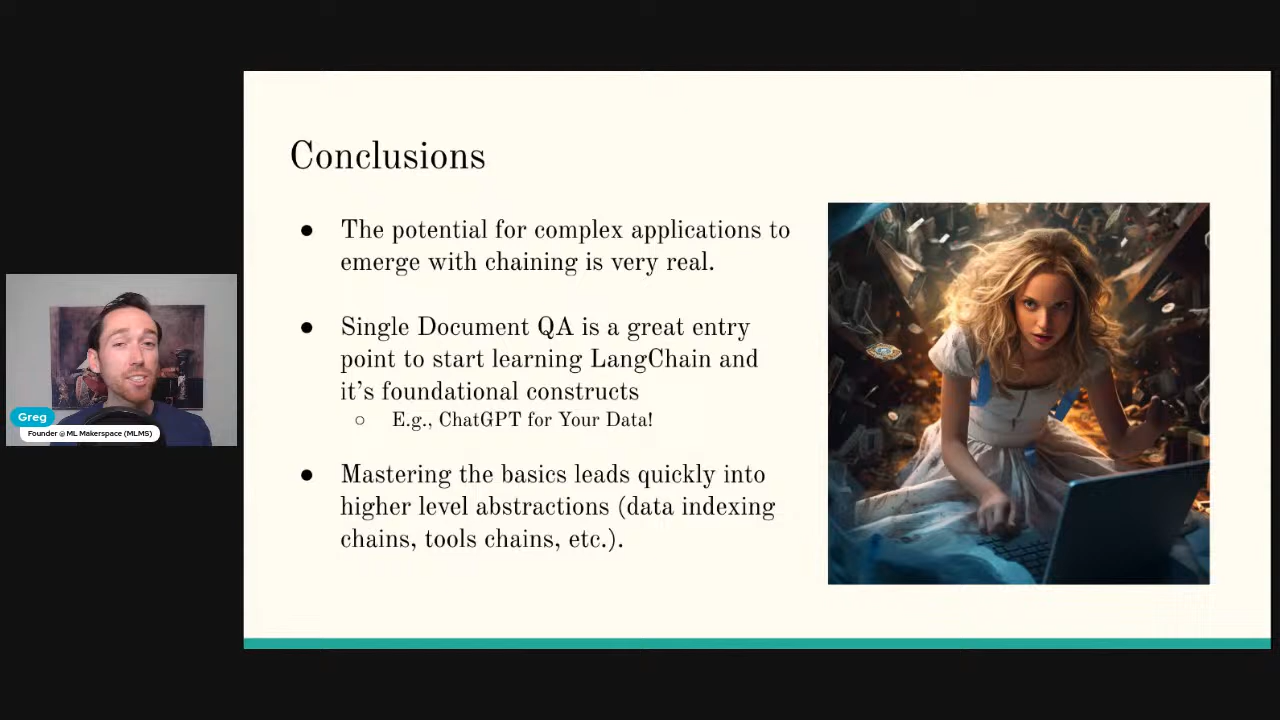 Conclusions
● The potential for complex applications to
emerge with chaining is very real.
● Single Document QA is a great entry
point to start learning LangChain and
it's foundational constructs
○ E.g., ChatGPT for Your Data!
● Mastering the basics leads quickly into
higher level abstractions (data indexing
chains, tools chains, etc.).
Greg
Founder @ ML Makerspace (MLMS)